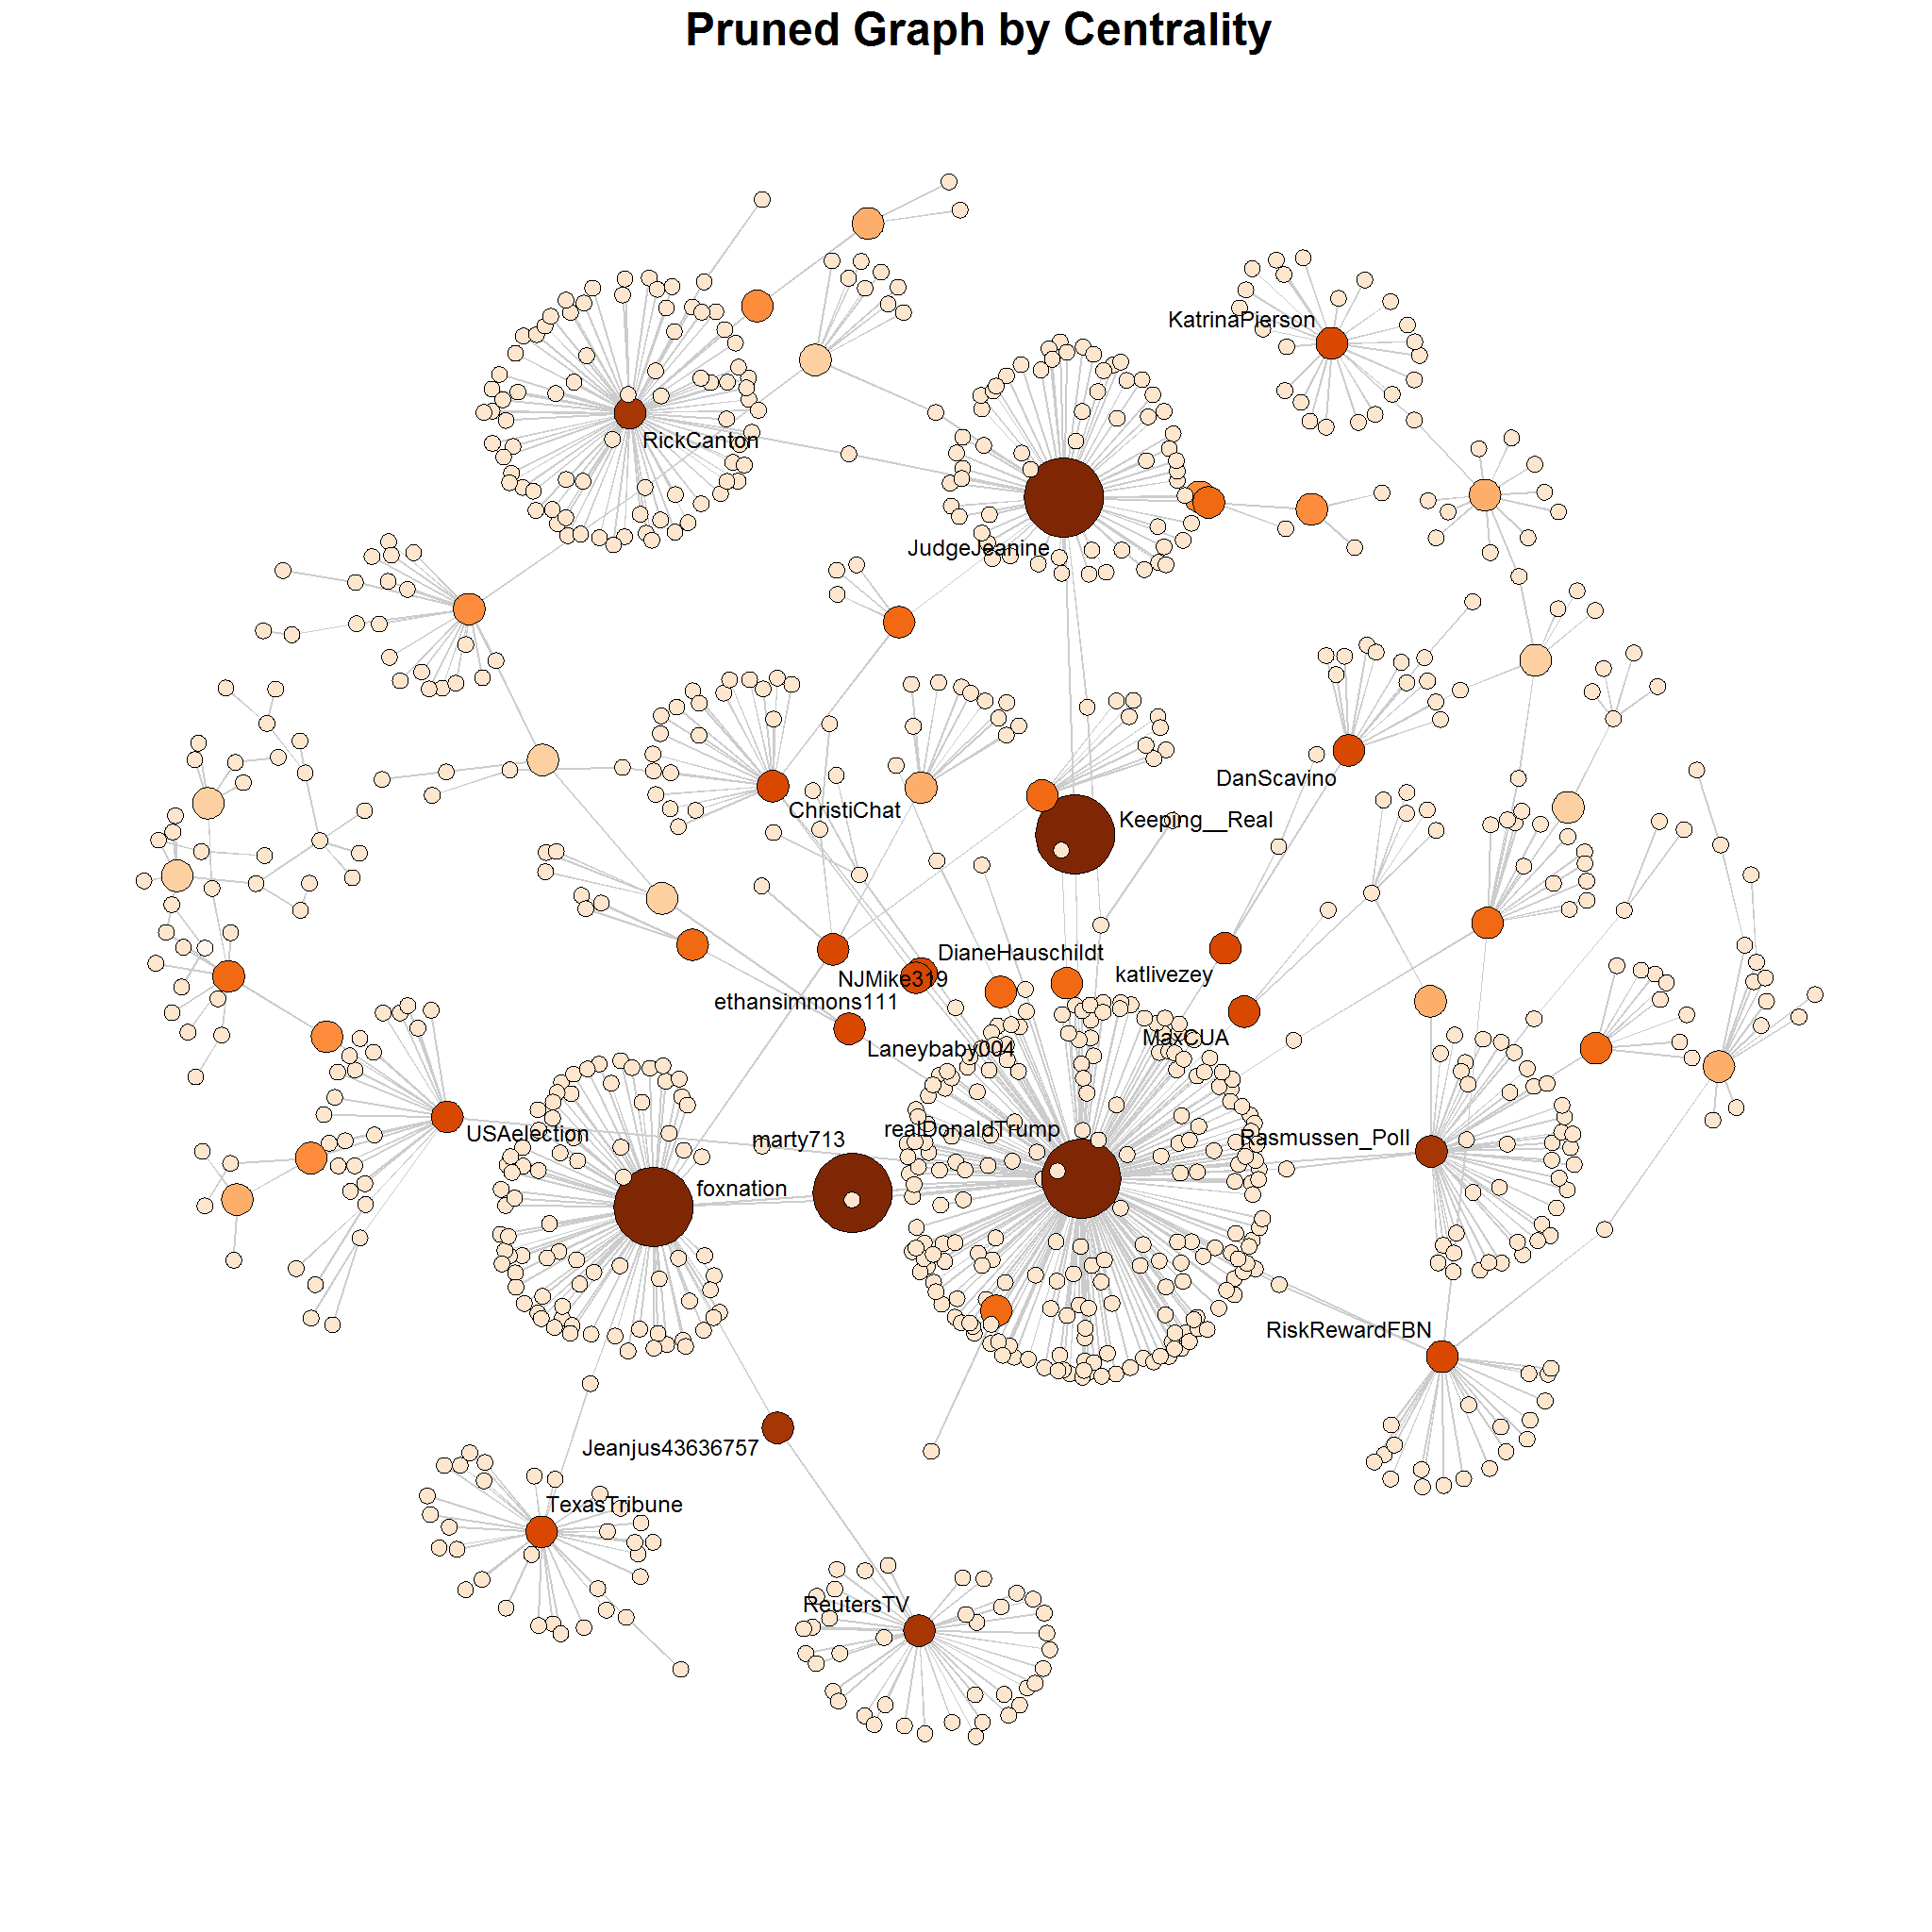 Pruned Graph by Centrality
KatrinaPierson
RickCanton
JudgeJeanine
DanScavino
ChristiChat
Keeping__Real
DianeHauschildt
katlivezey
NJMike319
ethansimmons111
MaxCUA
Laneybaby004
realDonaldTrump
USAelection
marty713
Rasmussen_Poll
foxnation
RiskRewardFBN
Jeanjus43636757
TexasTribune
ReutersTV